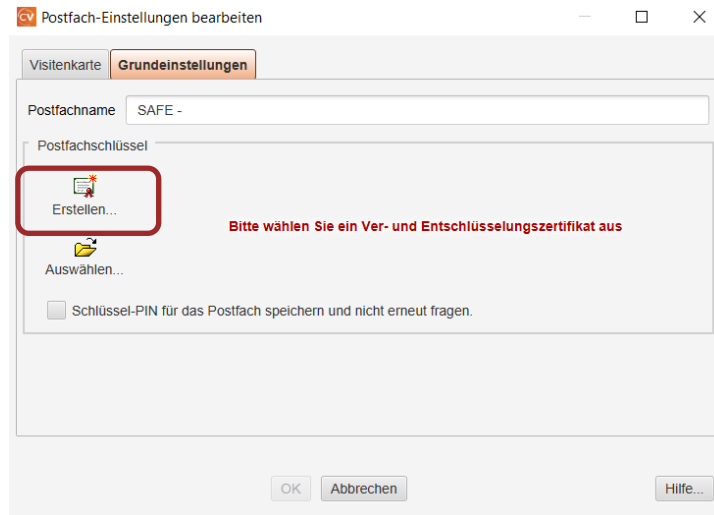 CV Postfach-Einstellungen bearbeiten
Visitenkarte Grundeinstellungen
Postfachname SAFE -
Postfachschlüssel
Erstellen...
Bitte wählen Sie ein Ver- und Entschlüsselungszertifikat aus
Auswählen...
Schlüssel-PIN für das Postfach speichern und nicht erneut fragen.
OK Abbrechen Hilfe...